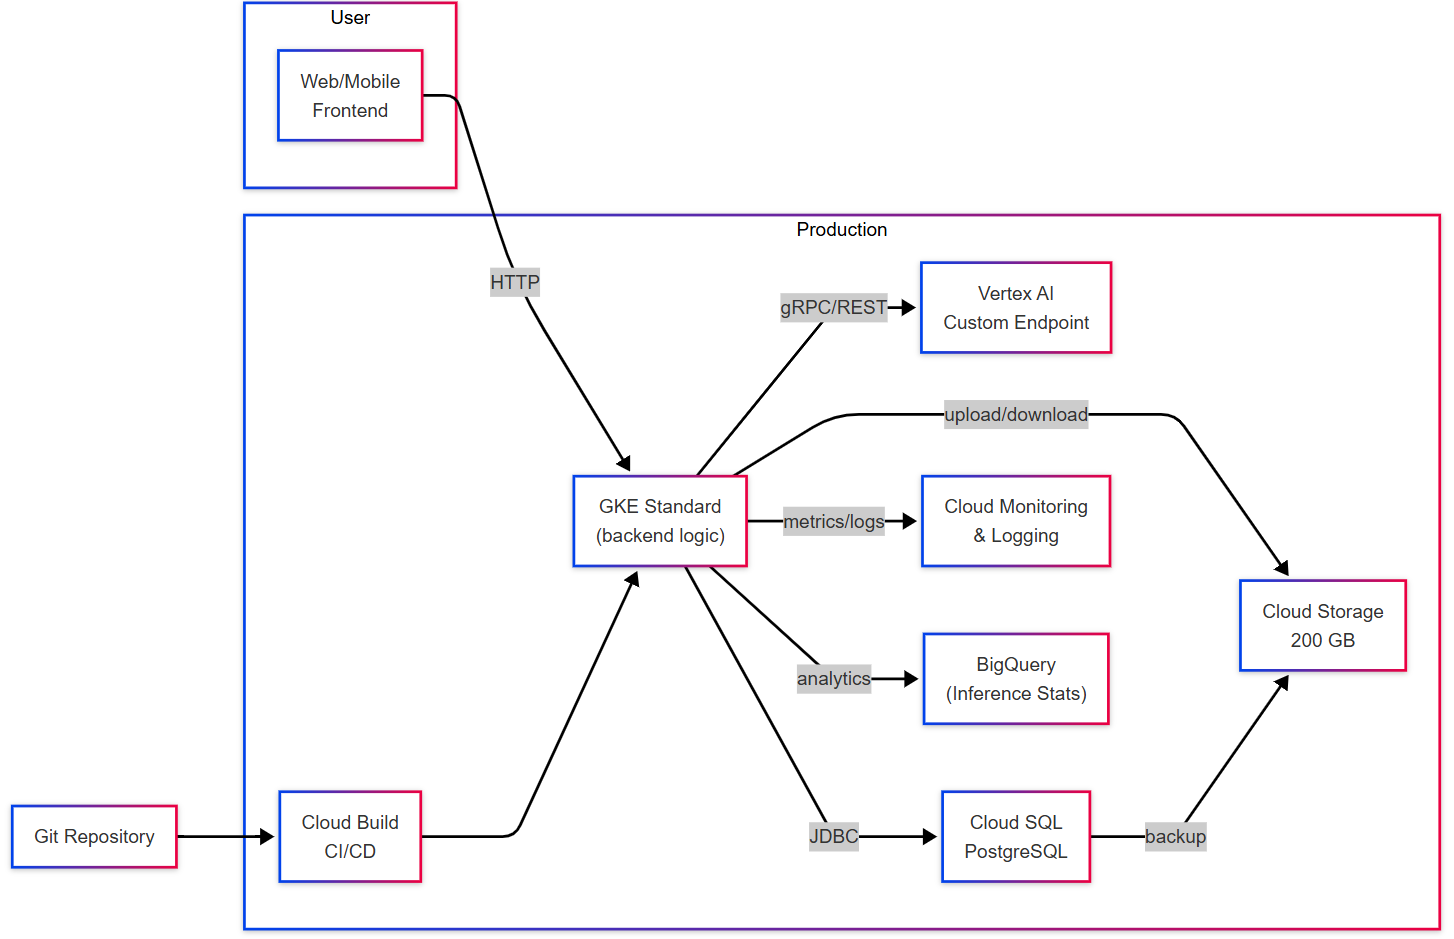 User
Web/Mobile
Frontend
Production
HTTP
gRPC/REST
Vertex AI
Custom Endpoint
upload/download
GKE Standard
(backend logic)
metrics/logs
Cloud Monitoring
& Logging
Cloud Storage
200 GB
analytics
BigQuery
(Inference Stats)
Git Repository
Cloud Build
CI/CD
JDBC
Cloud SQL
PostgreSQL
backup